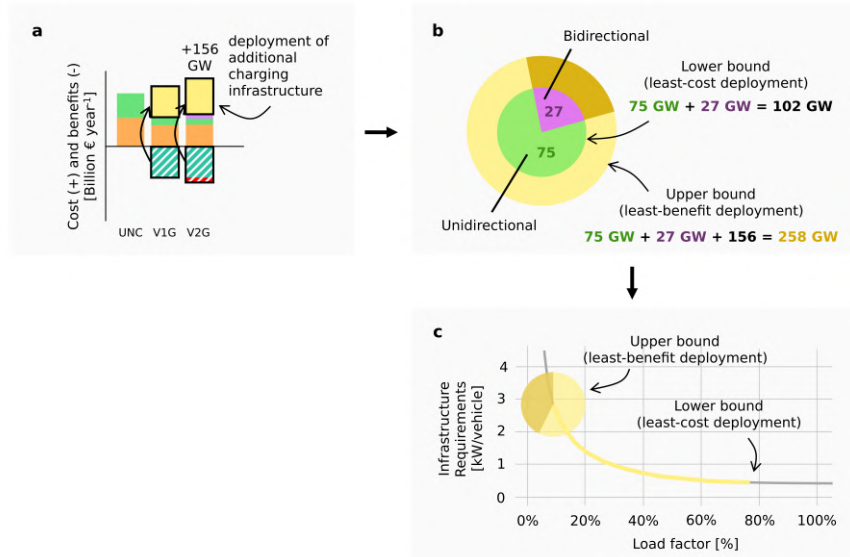 a
+156
GW
deployment of
additional
charging
infrastructure
Cost (+) and benefits (-)
[Billion € year⁻¹]
UNC V1G V2G
b
Bidirectional
Lower bound
(least-cost deployment)
75 GW + 27 GW = 102 GW
27
75
Unidirectional
Upper bound
(least-benefit deployment)
75 GW + 27 GW + 156 = 258 GW
c
Upper bound
(least-benefit deployment)
Lower bound
(least-cost deployment)
Infrastructure
Requirements
[kW/vehicle]
4
3
2
1
0
0% 20% 40% 60% 80% 100%
Load factor [%]